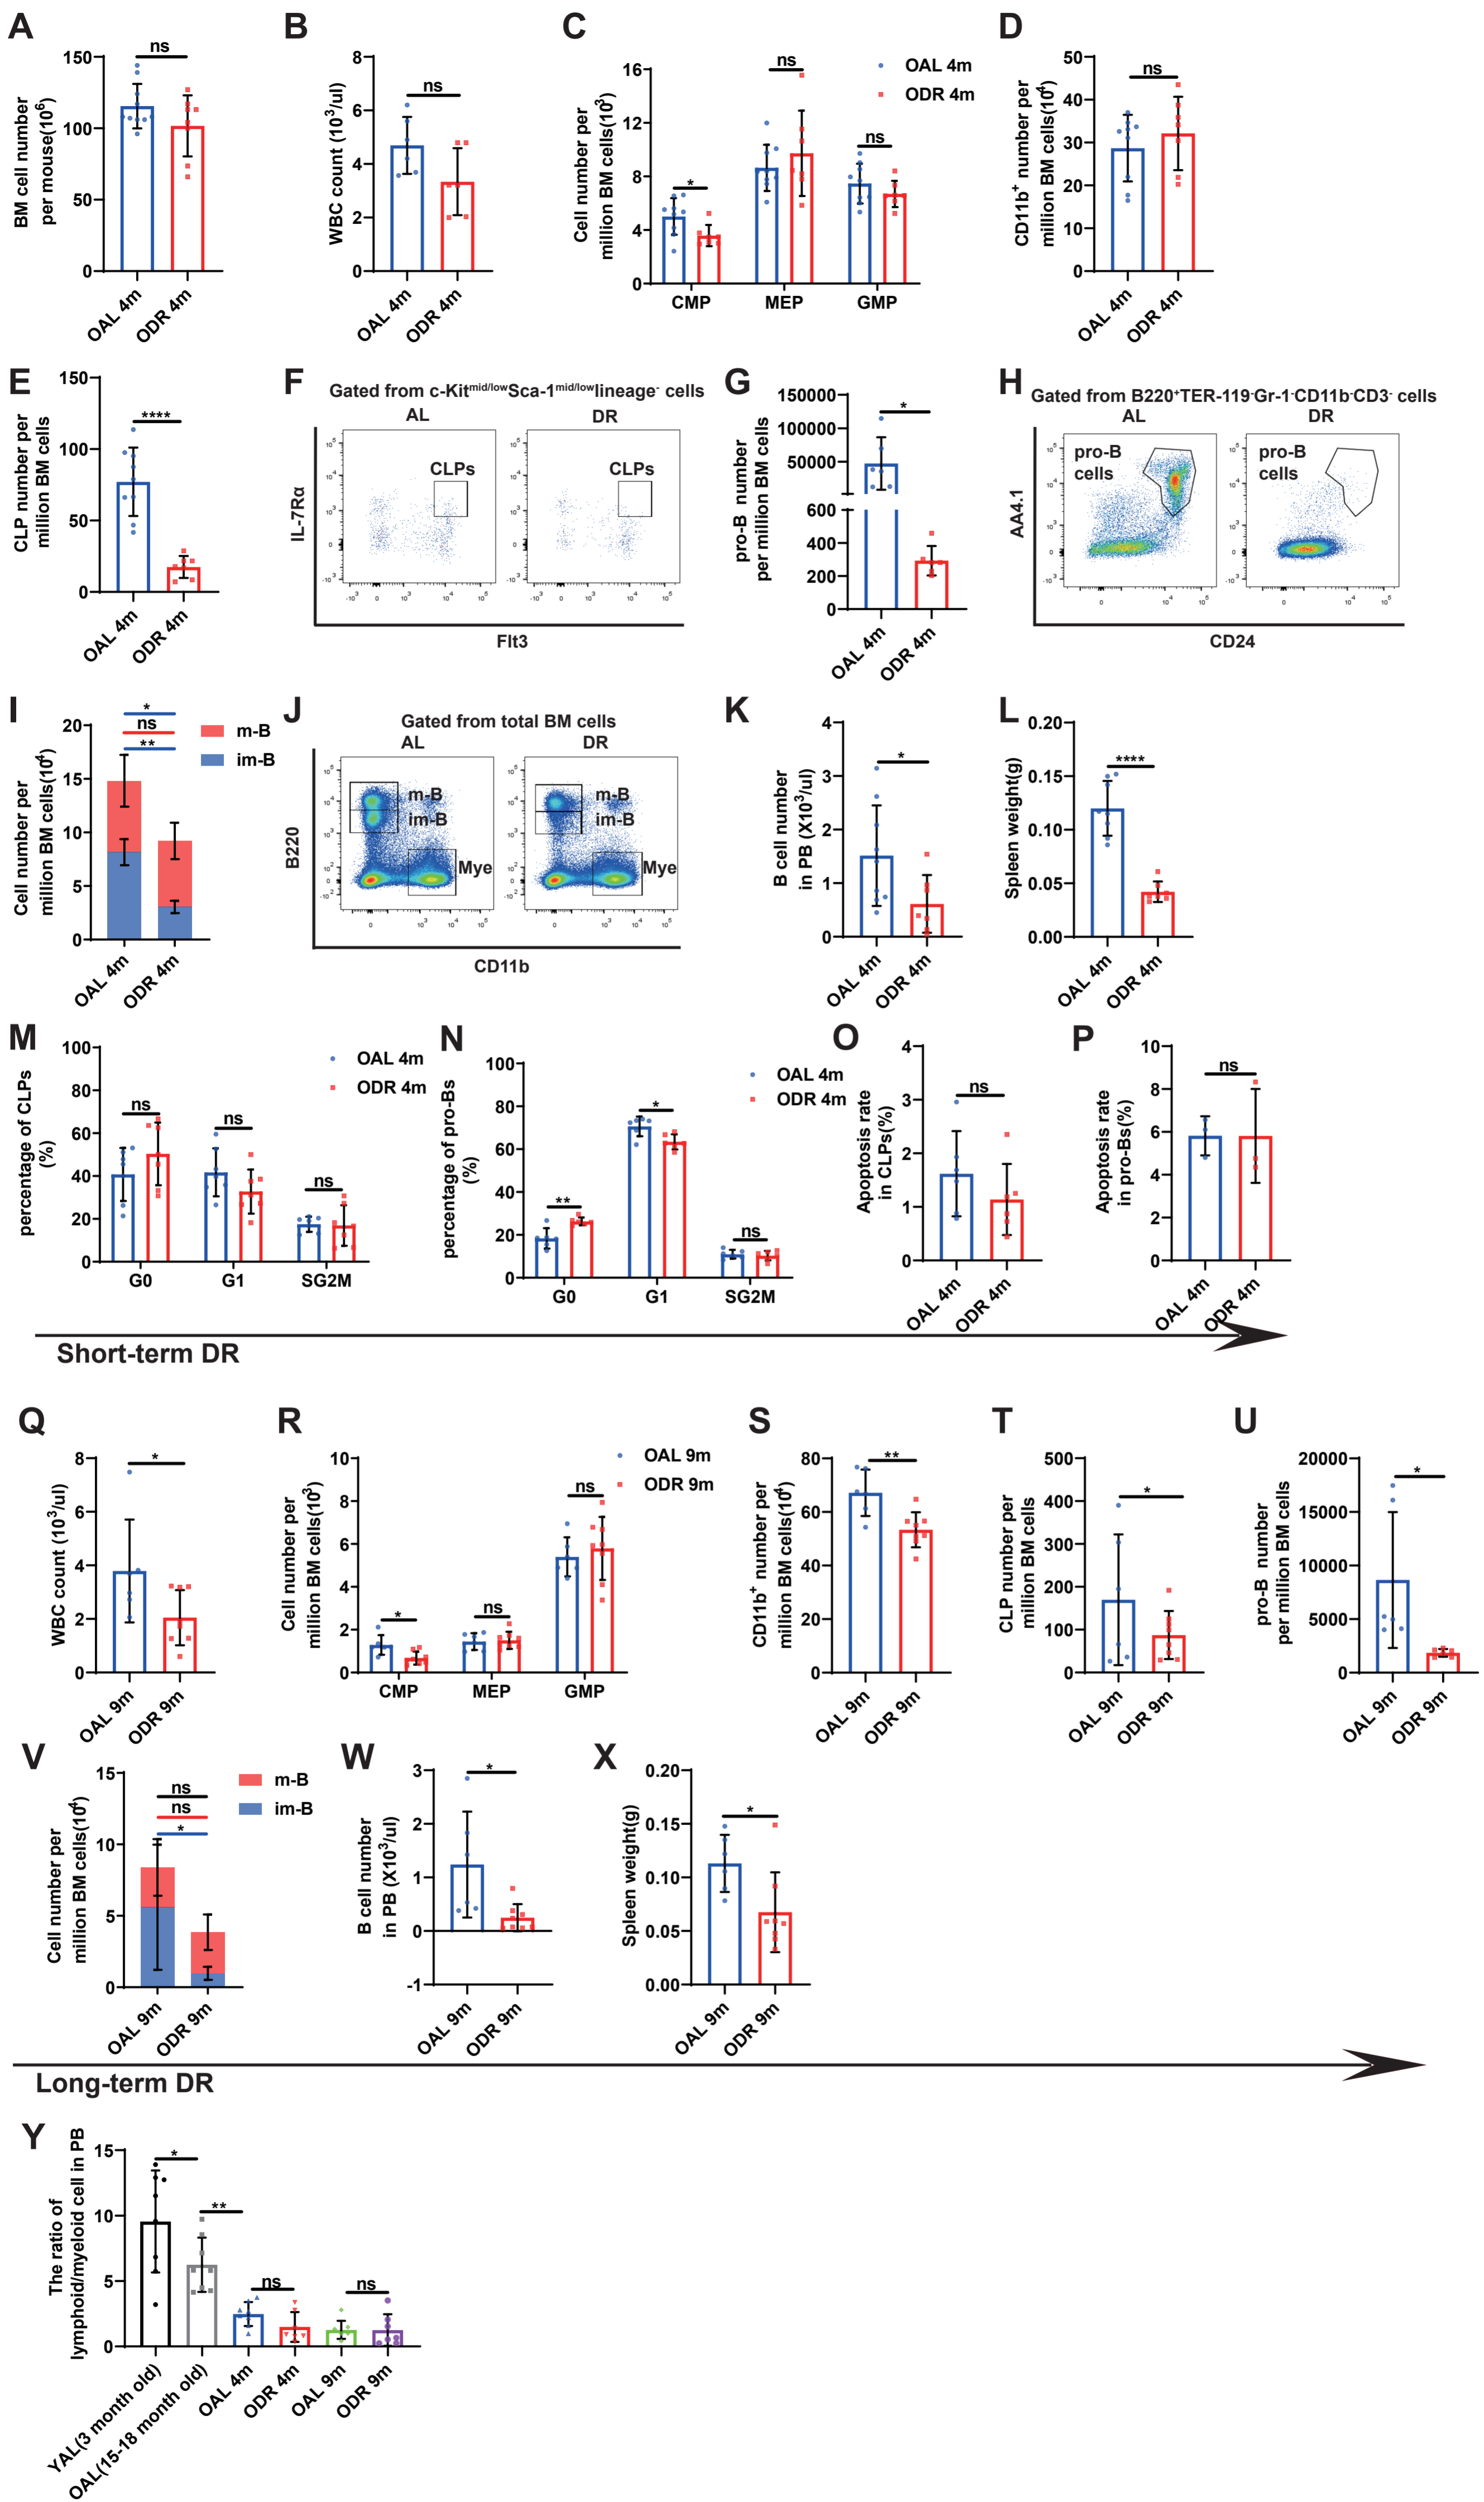 A
BM cell number
per mouse(10⁶)
150
100
50
0
ns
OAL 4m
ODR 4m
B
WBC count (10³/ul)
8
6
4
2
0
ns
OAL 4m
ODR 4m
C
Cell number per
million BM cells(10³)
16
12
8
4
0
*
ns
ns
CMP
MEP
GMP
OAL 4m
ODR 4m
D
CD11b⁺ number per
million BM cells(10⁴)
50
40
30
20
10
0
ns
OAL 4m
ODR 4m
E
CLP number per
million BM cells
150
100
50
0
****
OAL 4m
ODR 4m
F
Gated from c-Kit^mid/low Sca-1^mid/low lineage⁻ cells
AL
DR
CLPs
CLPs
IL-7Rα
Flt3
G
pro-B number
per million BM cells
150000
100000
50000
600
400
200
0
*
OAL 4m
ODR 4m
H
Gated from B220⁺TER-119⁻Gr-1⁻CD11b⁻CD3⁻ cells
AL
DR
pro-B
cells
pro-B
cells
AA4.1
CD24
I
Cell number per
million BM cells(10⁴)
20
15
10
5
0
*
ns
**
m-B
im-B
OAL 4m
ODR 4m
J
Gated from total BM cells
AL
DR
m-B
im-B
Mye
m-B
im-B
Mye
B220
CD11b
K
B cell number
in PB (X10³/ul)
4
3
2
1
0
*
OAL 4m
ODR 4m
L
Spleen weight(g)
0.20
0.15
0.10
0.05
0.00
****
OAL 4m
ODR 4m
M
percentage of CLPs
(%)
100
80
60
40
20
0
ns
ns
ns
G0
G1
SG2M
OAL 4m
ODR 4m
N
percentage of pro-Bs
(%)
100
80
60
40
20
0
**
*
ns
G0
G1
SG2M
OAL 4m
ODR 4m
O
Apoptosis rate
in CLPs(%)
4
3
2
1
0
ns
OAL 4m
ODR 4m
P
Apoptosis rate
in pro-Bs(%)
10
8
6
4
2
0
ns
OAL 4m
ODR 4m
Short-term DR
Q
WBC count (10³/ul)
8
6
4
2
0
*
OAL 9m
ODR 9m
R
Cell number per
million BM cells(10³)
10
8
6
4
2
0
*
ns
ns
CMP
MEP
GMP
OAL 9m
ODR 9m
S
CD11b⁺ number per
million BM cells(10⁴)
80
60
40
20
0
**
OAL 9m
ODR 9m
T
CLP number per
million BM cells
500
400
300
200
100
0
*
OAL 9m
ODR 9m
U
pro-B number
per million BM cells
20000
15000
10000
5000
0
*
OAL 9m
ODR 9m
V
Cell number per
million BM cells(10⁴)
15
10
5
0
ns
ns
*
m-B
im-B
OAL 9m
ODR 9m
W
B cell number
in PB (X10³/ul)
3
2
1
0
-1
*
OAL 9m
ODR 9m
X
Spleen weight(g)
0.20
0.15
0.10
0.05
0.00
*
OAL 9m
ODR 9m
Long-term DR
Y
The ratio of
lymphoid/myeloid cell in PB
15
10
5
0
*
**
ns
ns
YAL(3 month old)
OAL(15-18 month old)
OAL 4m
ODR 4m
OAL 9m
ODR 9m